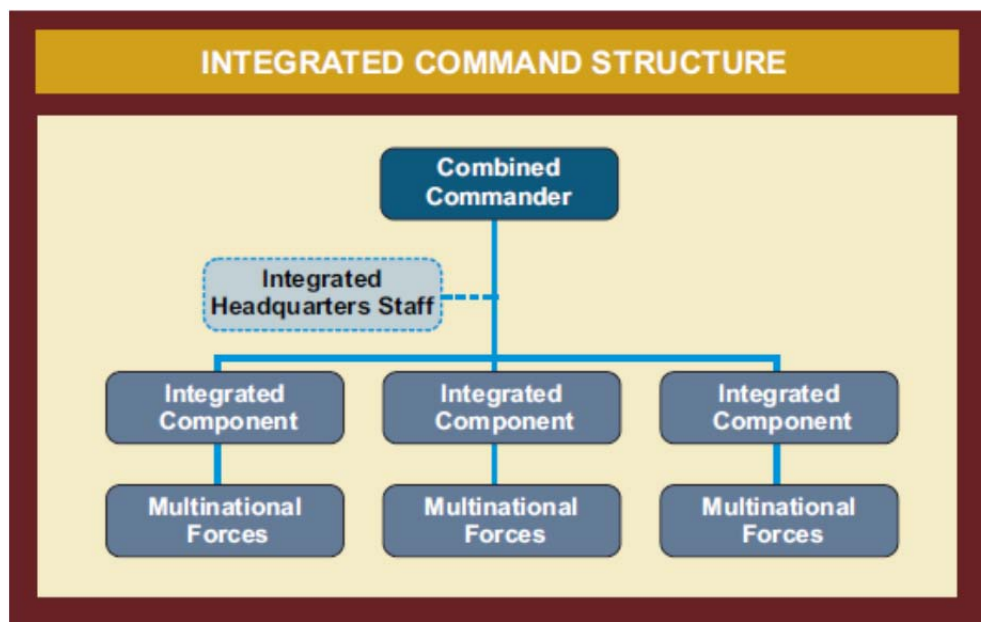 INTEGRATED COMMAND STRUCTURE
Combined
Commander
Integrated
Headquarters Staff
Integrated
Component
Integrated
Component
Integrated
Component
Multinational
Forces
Multinational
Forces
Multinational
Forces